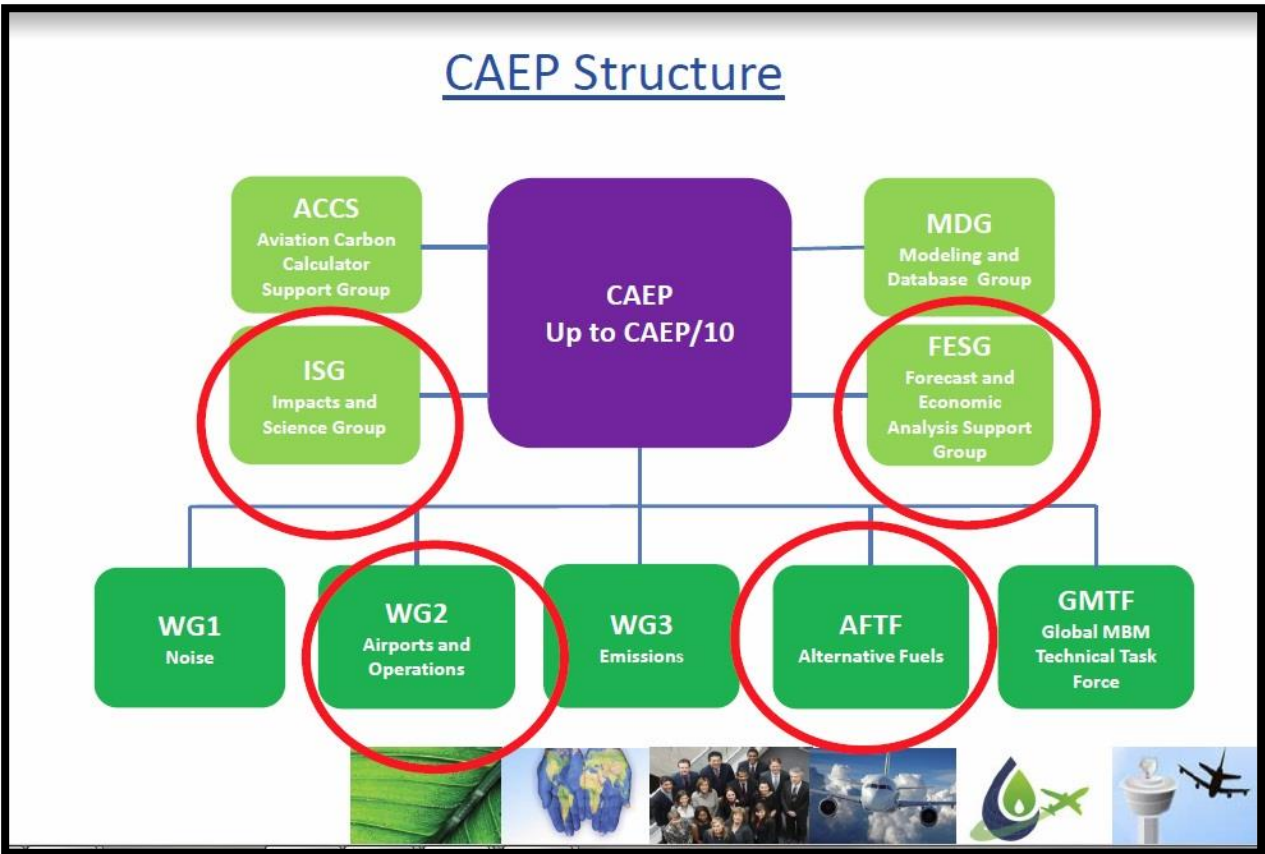 CAEP Structure
ACCS
Aviation Carbon
Calculator
Support Group
CAEP
Up to CAEP/10
MDG
Modeling and
Database Group
ISG
Impacts and
Science Group
FESG
Forecast and
Economic
Analysis Support
Group
WG1
Noise
WG2
Airports and
Operations
WG3
Emissions
AFTF
Alternative Fuels
GMTF
Global MBM
Technical Task
Force